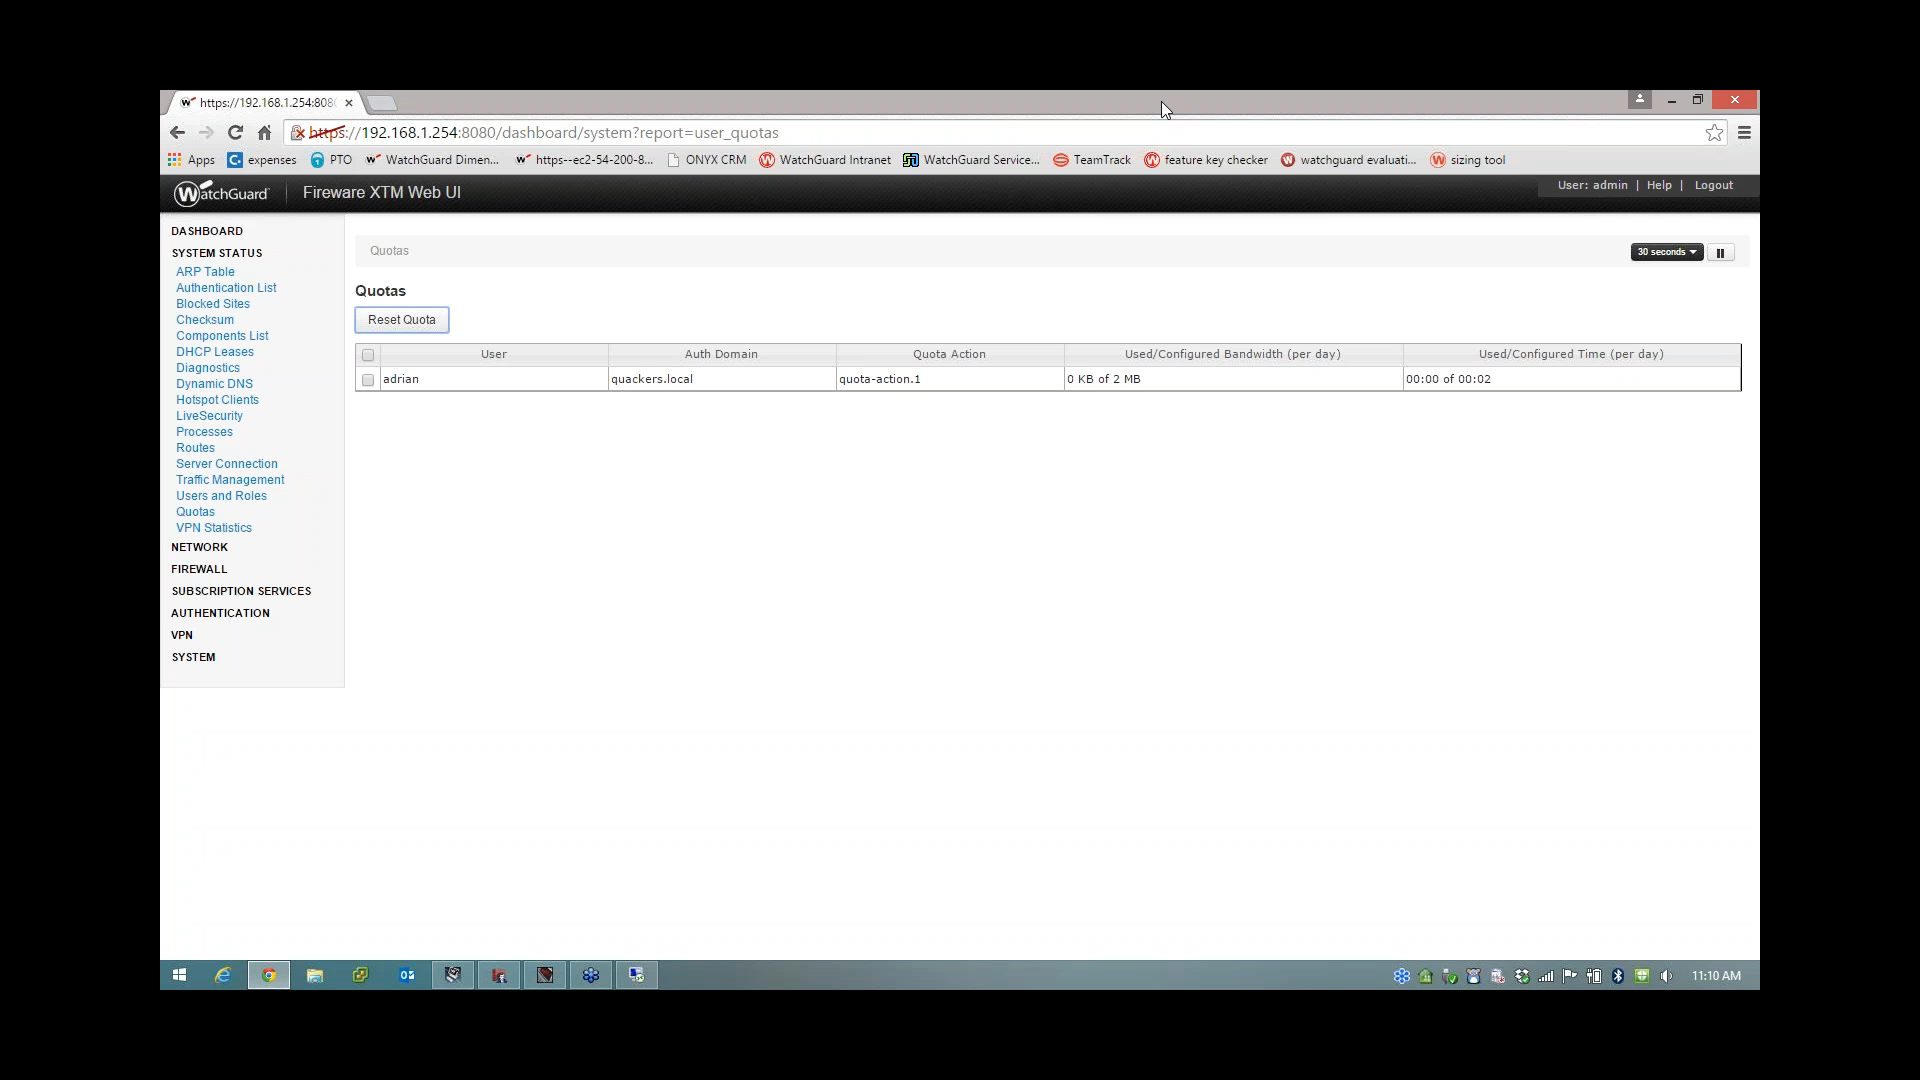 https://192.168.1.254:808
https://192.168.1.254:8080/dashboard/system?report=user_quotas
Apps expenses PTO WatchGuard Dimen... https--ec2-54-200-8... ONYX CRM WatchGuard Intranet WatchGuard Service... TeamTrack feature key checker watchguard evaluati... sizing tool
WatchGuard Fireware XTM Web UI User: admin | Help | Logout
DASHBOARD
SYSTEM STATUS
ARP Table
Authentication List
Blocked Sites
Checksum
Components List
DHCP Leases
Diagnostics
Dynamic DNS
Hotspot Clients
LiveSecurity
Processes
Routes
Server Connection
Traffic Management
Users and Roles
Quotas
VPN Statistics
NETWORK
FIREWALL
SUBSCRIPTION SERVICES
AUTHENTICATION
VPN
SYSTEM
Quotas 30 seconds
Quotas
Reset Quota
User Auth Domain Quota Action Used/Configured Bandwidth (per day) Used/Configured Time (per day)
adrian quackers.local quota-action.1 0 KB of 2 MB 00:00 of 00:02
11:10 AM